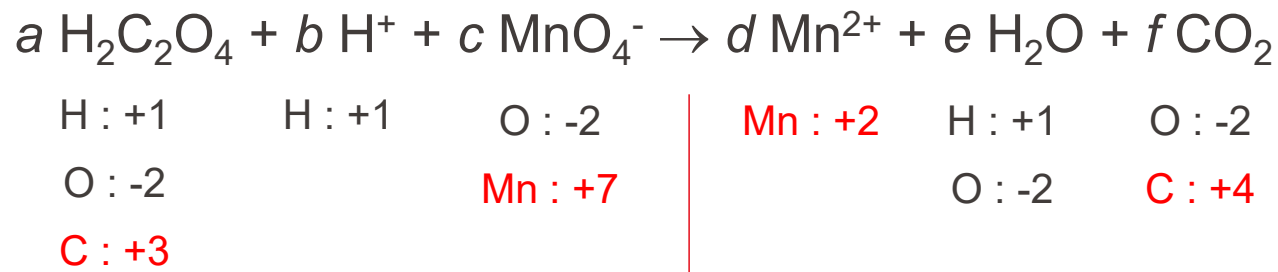 a H₂C₂O₄ + b H⁺ + c MnO₄⁻ → d Mn²⁺ + e H₂O + f CO₂
H : +1 H : +1 O : -2 Mn : +2 H : +1 O : -2
O : -2 Mn : +7 O : -2 C : +4
C : +3